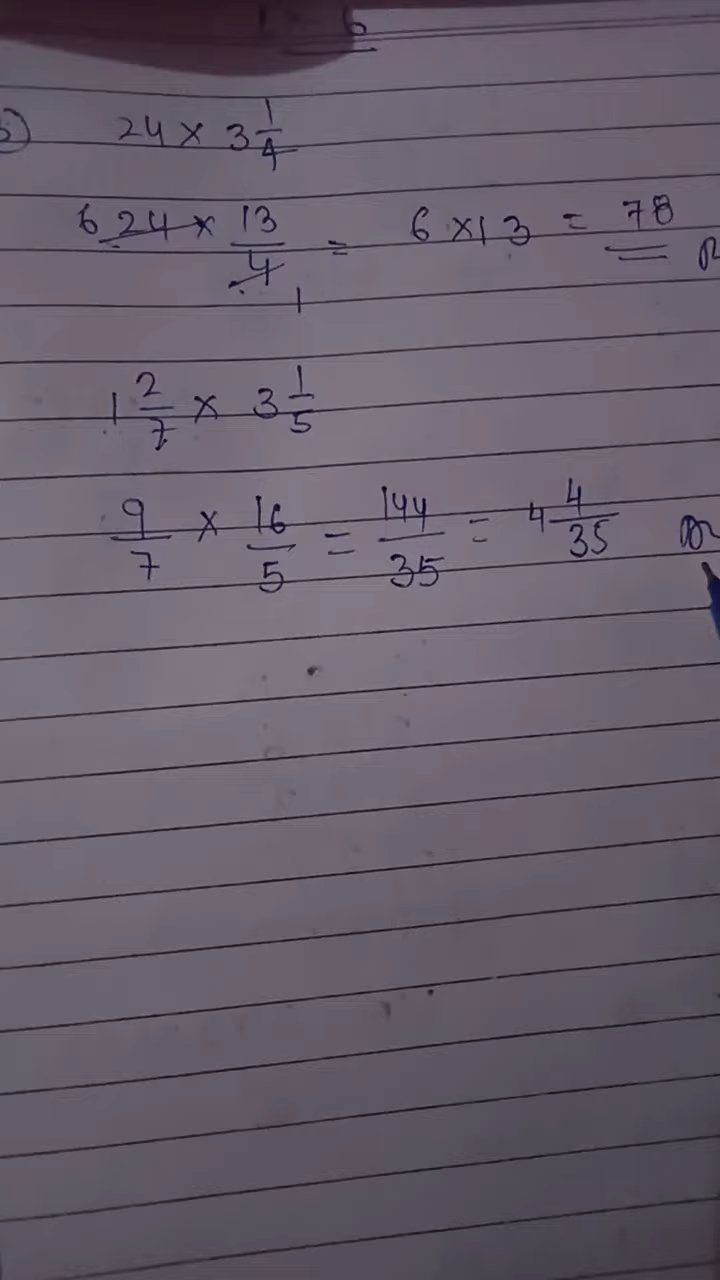 6
24 × 3 1/4
6 24 × 13/4 1 = 6 × 13 = 78
1 2/7 × 3 1/5
9/7 × 16/5 = 144/35 = 4 4/35